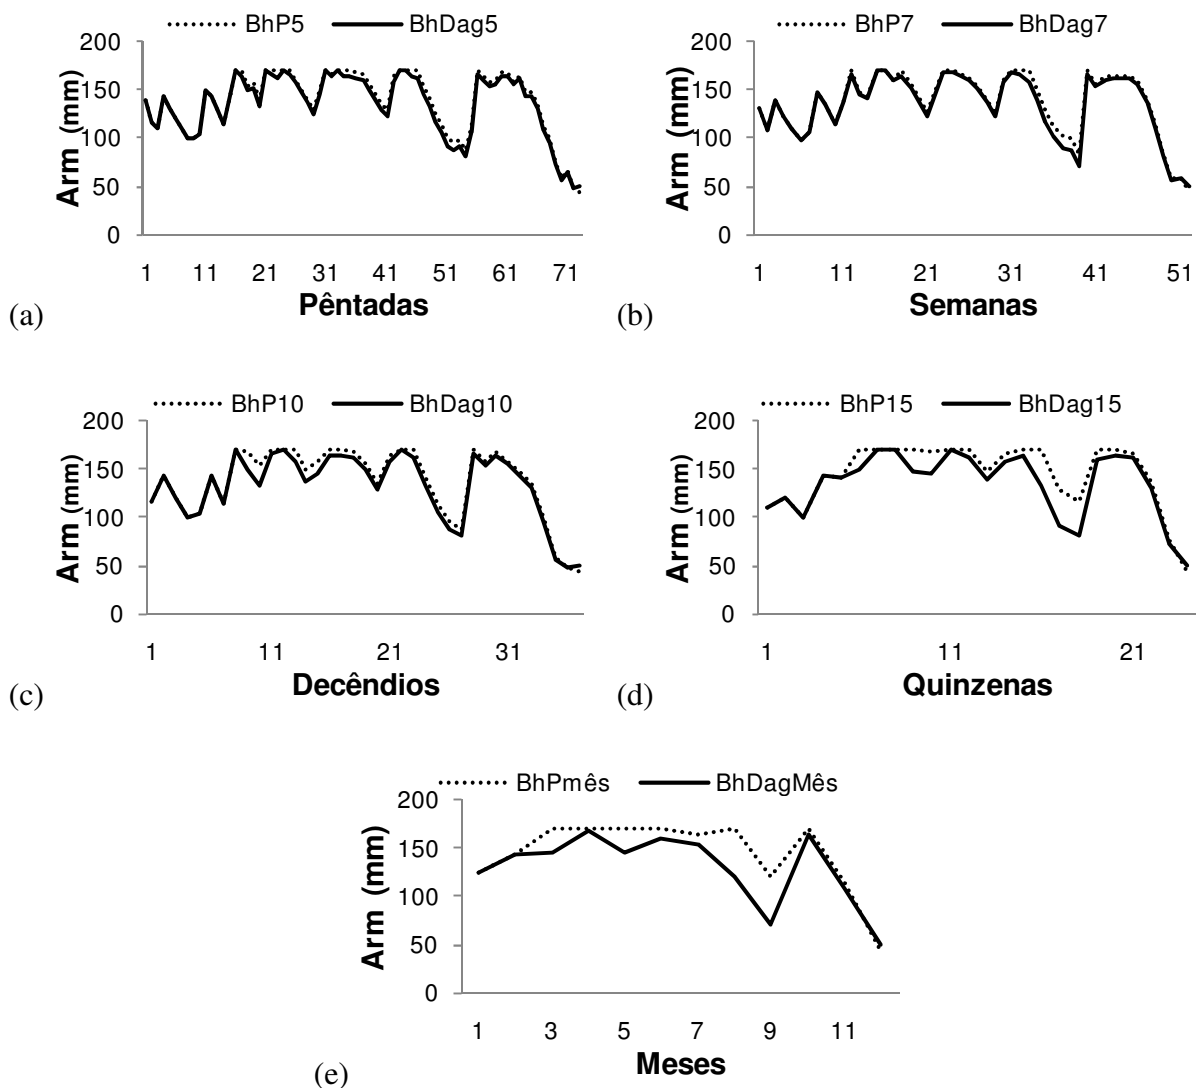 BhP5 BhDag5
200
150
100
50
0
Arm (mm)
1 11 21 31 41 51 61 71
Pêntadas
(a)
BhP7 BhDag7
200
150
100
50
0
Arm (mm)
1 11 21 31 41 51
Semanas
(b)
BhP10 BhDag10
200
150
100
50
0
Arm (mm)
1 11 21 31
Decêndios
(c)
BhP15 BhDag15
200
150
100
50
0
Arm (mm)
1 11 21
Quinzenas
(d)
BhPmês BhDagMês
200
150
100
50
0
Arm (mm)
1 3 5 7 9 11
Meses
(e)